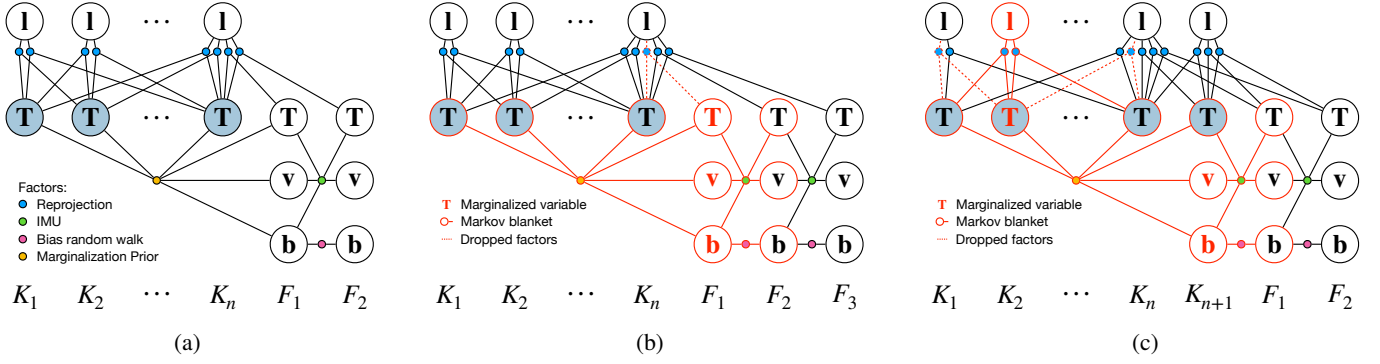 l l ··· l
T T ··· T T T
v v
b b
Factors:
Reprojection
IMU
Bias random walk
Marginalization Prior
K₁ K₂ ··· Kₙ F₁ F₂
(a)
l l ··· l
T T ··· T T T T
v v v
b b b
T Marginalized variable
Markov blanket
Dropped factors
K₁ K₂ ··· Kₙ F₁ F₂ F₃
(b)
l l ··· l l
T T ··· T T T T
v v v
b b b
T Marginalized variable
Markov blanket
Dropped factors
K₁ K₂ ··· Kₙ Kₙ₊₁ F₁ F₂
(c)